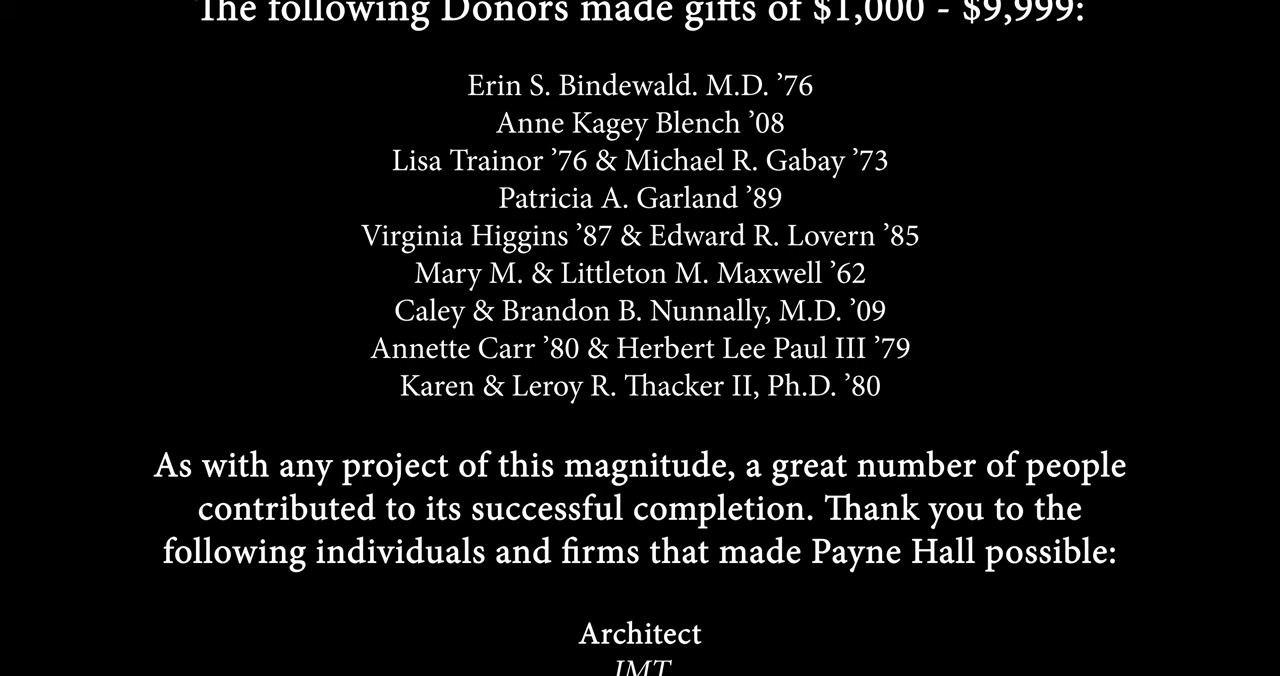 The following Donors made gifts of $1,000 - $9,999:
Erin S. Bindewald. M.D. ’76
Anne Kagey Blench ’08
Lisa Trainor ’76 & Michael R. Gabay ’73
Patricia A. Garland ’89
Virginia Higgins ’87 & Edward R. Lovern ’85
Mary M. & Littleton M. Maxwell ’62
Caley & Brandon B. Nunnally, M.D. ’09
Annette Carr ’80 & Herbert Lee Paul III ’79
Karen & Leroy R. Thacker II, Ph.D. ’80
As with any project of this magnitude, a great number of people
contributed to its successful completion. Thank you to the
following individuals and firms that made Payne Hall possible:
Architect
JMT